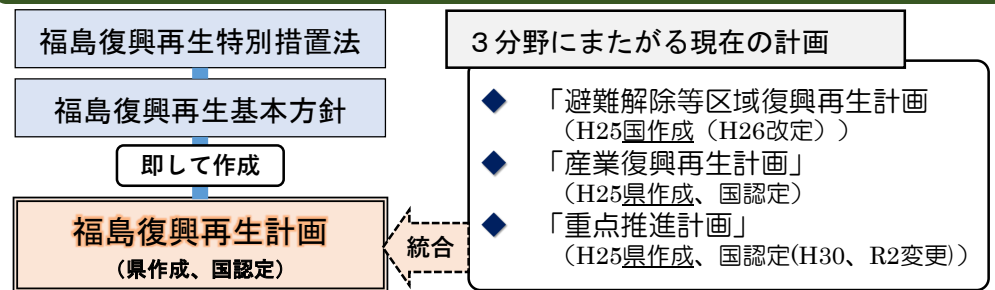 福島復興再生特別措置法
福島復興再生基本方針
即して作成
福島復興再生計画
（県作成、国認定）
統合
３分野にまたがる現在の計画
◆ 「避難解除等区域復興再生計画
（H25国作成（H26改定））
◆ 「産業復興再生計画」
（H25県作成、国認定）
◆ 「重点推進計画」
（H25県作成、国認定(H30、R2変更)）